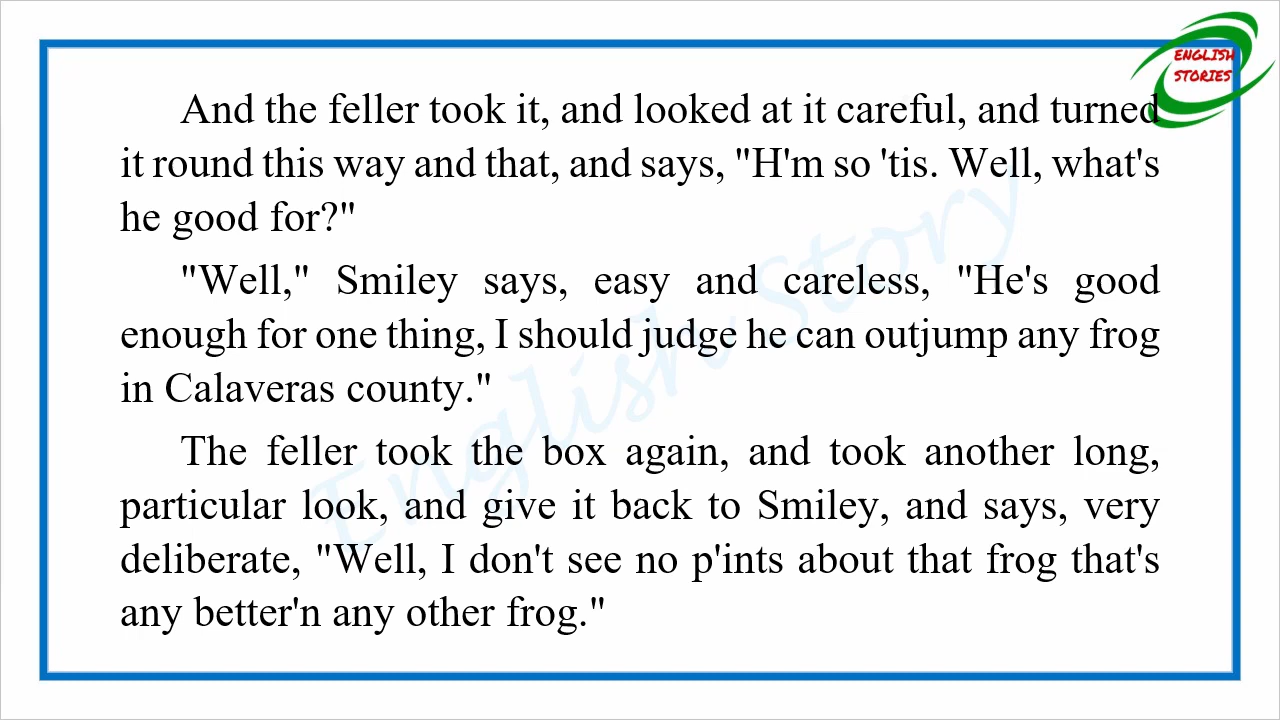 ENGLISH
STORIES
And the feller took it, and looked at it careful, and turned
it round this way and that, and says, "H'm so 'tis. Well, what's
he good for?"
"Well," Smiley says, easy and careless, "He's good
enough for one thing, I should judge he can outjump any frog
in Calaveras county."
The feller took the box again, and took another long,
particular look, and give it back to Smiley, and says, very
deliberate, "Well, I don't see no p'ints about that frog that's
any better'n any other frog."
English Story